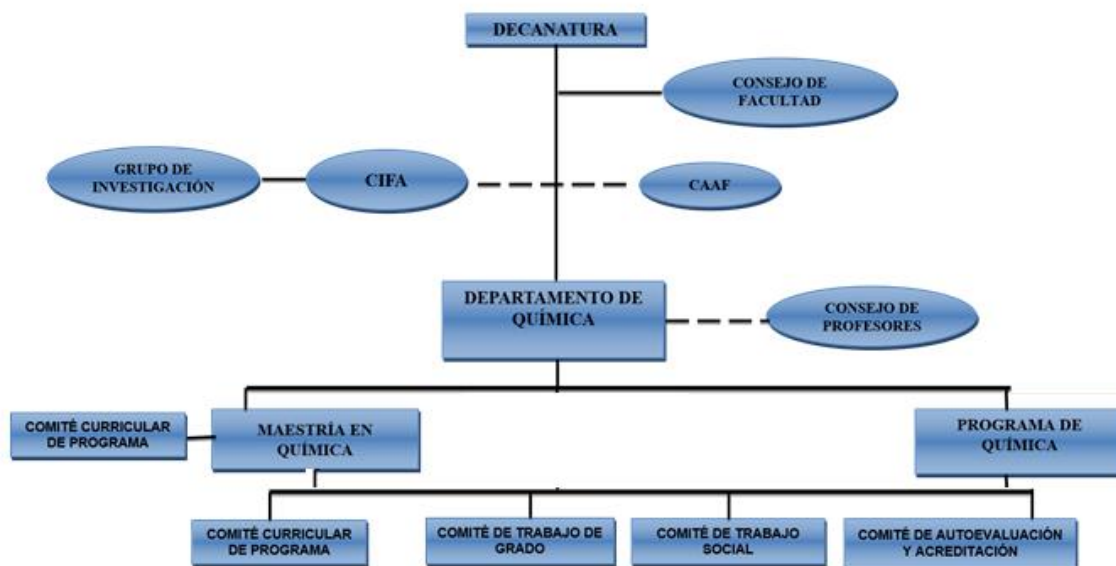 DECANATURA
CONSEJO DE
FACULTAD
GRUPO DE
INVESTIGACIÓN
CIFA
CAAF
DEPARTAMENTO DE
QUÍMICA
CONSEJO DE
PROFESORES
COMITÉ CURRICULAR
DE PROGRAMA
MAESTRÍA EN
QUÍMICA
PROGRAMA DE
QUÍMICA
COMITÉ CURRICULAR
DE PROGRAMA
COMITÉ DE TRABAJO DE
GRADO
COMITÉ DE TRABAJO
SOCIAL
COMITÉ DE AUTOEVALUACIÓN
Y ACREDITACIÓN